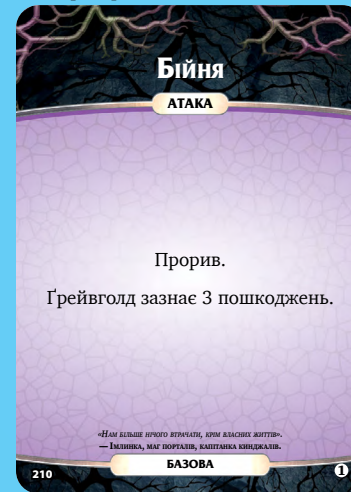 Бійня
АТАКА
Прорив.
Ґрейвголд зазнає 3 пошкоджень.
«Нам більше нічого втрачати, крім власних життів».
— Імлинка, маг порталів, капітанка кинджалів.
БАЗОВА
210
1